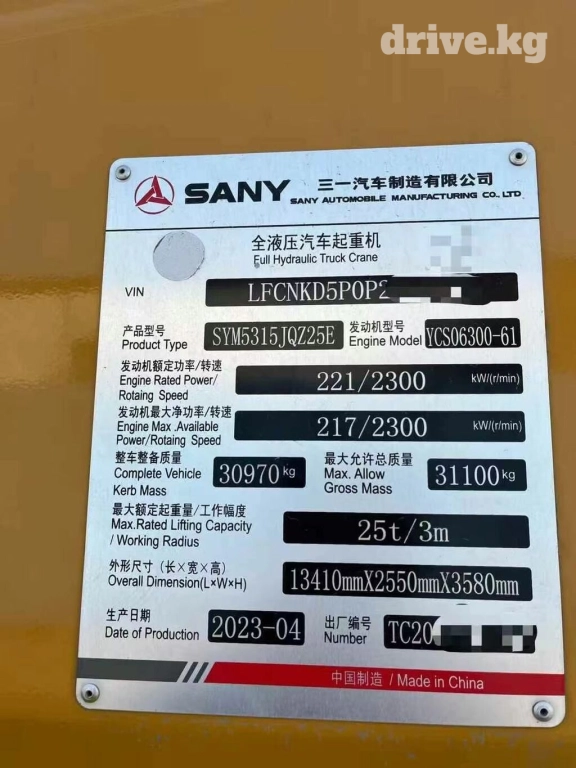 drive.kg
SANY 三一汽车制造有限公司
SANY AUTOMOBILE MANUFACTURING CO., LTD
全液压汽车起重机
Full Hydraulic Truck Crane
VIN LFCNKD5P0P2
产品型号 SYM5315JQZ25E 发动机型号 YCS06300-61
Product Type Engine Model
发动机额定功率/转速
Engine Rated Power/ 221/2300 kW/(r/min)
Rotaing Speed
发动机最大净功率/转速
Engine Max .Available 217/2300 kW/(r/min)
Power/Rotaing Speed
整车整备质量 最大允许总质量
Complete Vehicle 30970kg Max. Allow 31100kg
Kerb Mass Gross Mass
最大额定起重量/工作幅度
Max.Rated Lifting Capacity 25t/3m
/ Working Radius
外形尺寸（长×宽×高）
Overall Dimension(L×W×H) 13410mmX2550mmX3580mm
生产日期 2023-04 出厂编号 TC20
Date of Production Number
中国制造 / Made in China